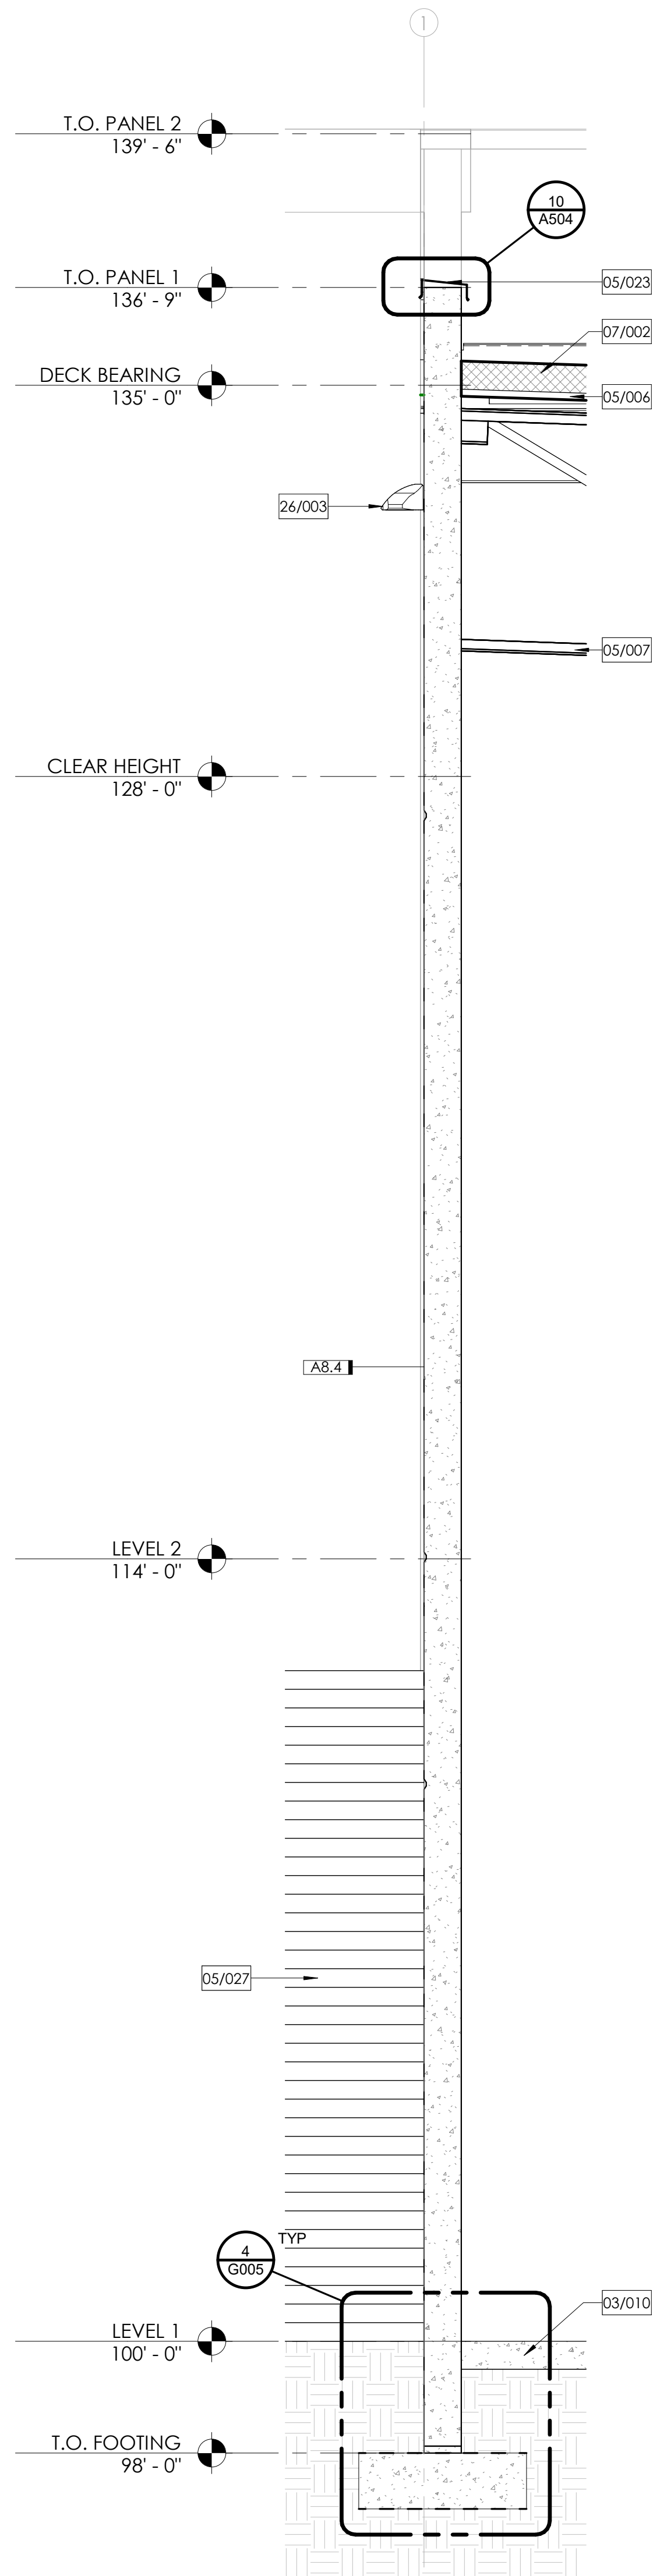 1
T.O. PANEL 2
139' - 6"
10
A504
T.O. PANEL 1
136' - 9"
05/023
07/002
DECK BEARING
135' - 0"
05/006
26/003
05/007
CLEAR HEIGHT
128' - 0"
A8.4
LEVEL 2
114' - 0"
05/027
TYP
4
G005
03/010
LEVEL 1
100' - 0"
T.O. FOOTING
98' - 0"